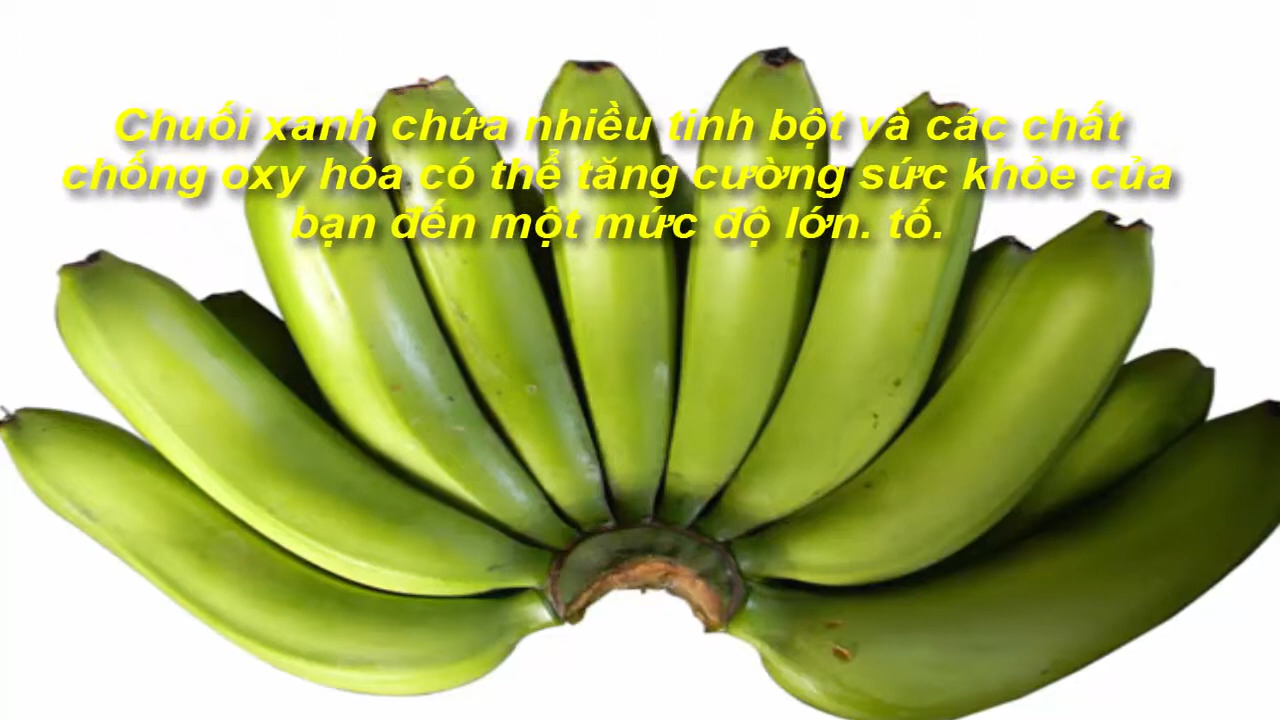 Chuối xanh chứa nhiều tinh bột và các chất
chống oxy hóa có thể tăng cường sức khỏe của
bạn đến một mức độ lớn. tố.